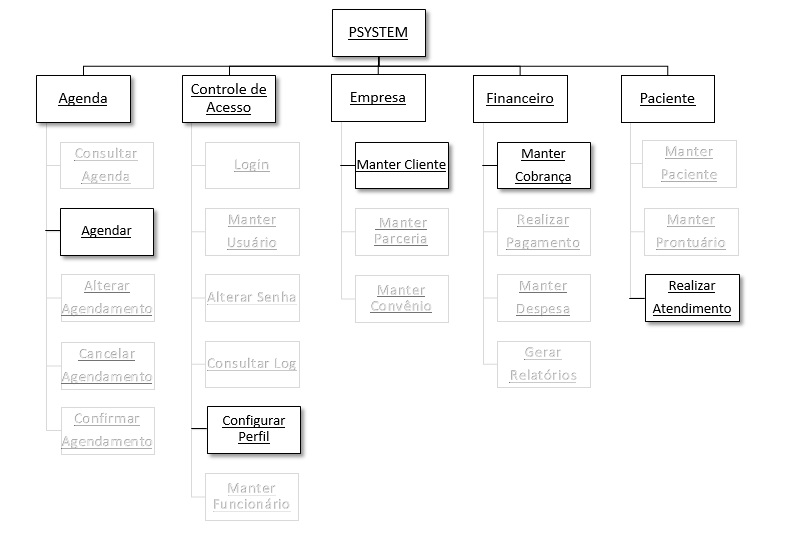 PSYSTEM
Agenda
Controle de
Acesso
Empresa
Financeiro
Paciente
Consultar
Agenda
Agendar
Alterar
Agendamento
Cancelar
Agendamento
Confirmar
Agendamento
Login
Manter
Usuário
Alterar Senha
Consultar Log
Configurar
Perfil
Manter
Funcionário
Manter Cliente
Manter
Parceria
Manter
Convênio
Manter
Cobrança
Realizar
Pagamento
Manter
Despesa
Gerar
Relatórios
Manter
Paciente
Manter
Prontuário
Realizar
Atendimento